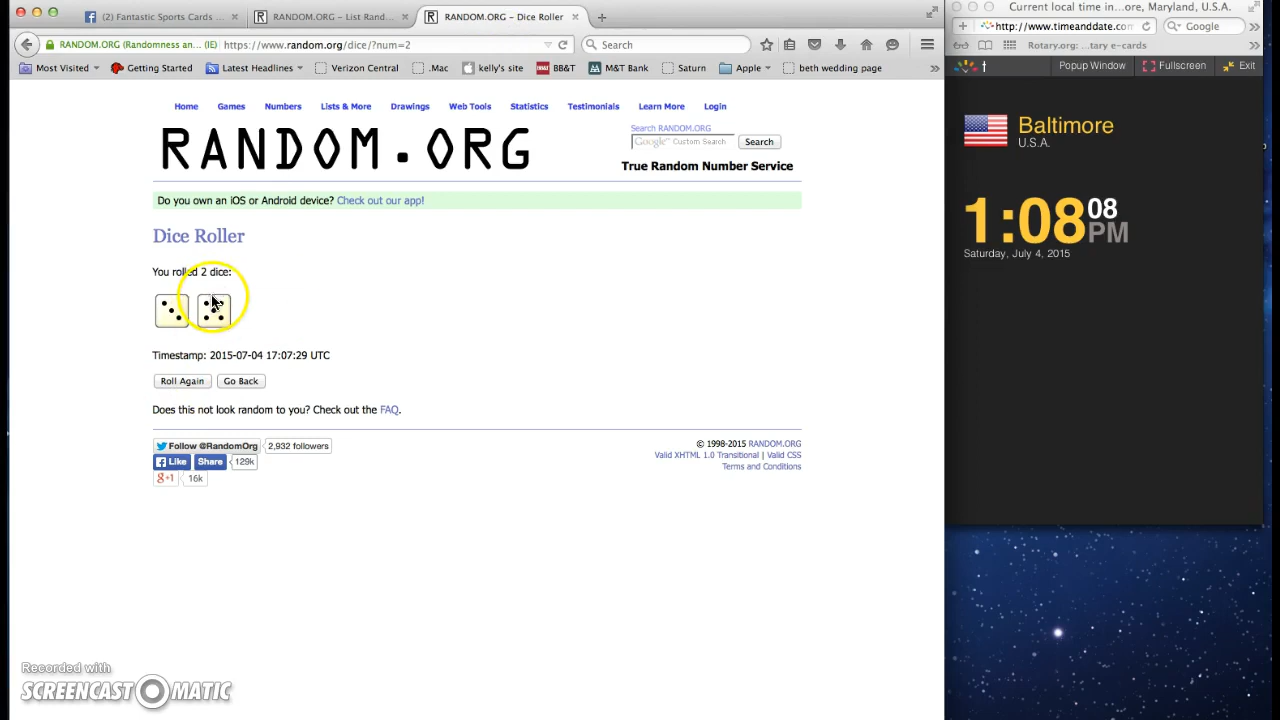 (2) Fantastic Sports Cards ...
RANDOM.ORG - List Rand...
RANDOM.ORG - Dice Roller
RANDOM.ORG (Randomness an... (IE)
https://www.random.org/dice/?num=2
Search
Most Visited
Getting Started
Latest Headlines
Verizon Central
.Mac
kelly's site
BB&T
M&T Bank
Saturn
Apple
beth wedding page
Home
Games
Numbers
Lists & More
Drawings
Web Tools
Statistics
Testimonials
Learn More
Login
RANDOM.ORG
Search RANDOM.ORG
Google™ Custom Search
Search
True Random Number Service
Do you own an iOS or Android device? Check out our app!
Dice Roller
You rolled 2 dice:
Timestamp: 2015-07-04 17:07:29 UTC
Roll Again
Go Back
Does this not look random to you? Check out the FAQ.
Follow @RandomOrg
2,932 followers
Like
Share
129k
g+1
16k
© 1998-2015 RANDOM.ORG
Valid XHTML 1.0 Transitional | Valid CSS
Terms and Conditions
Recorded with
SCREENCAST-O-MATIC
Current local time in...ore, Maryland, U.S.A.
http://www.timeanddate.com
Google
Rotary.org: ...tary e-cards
t
Popup Window
Fullscreen
Exit
Baltimore
U.S.A.
1:08 08 PM
Saturday, July 4, 2015